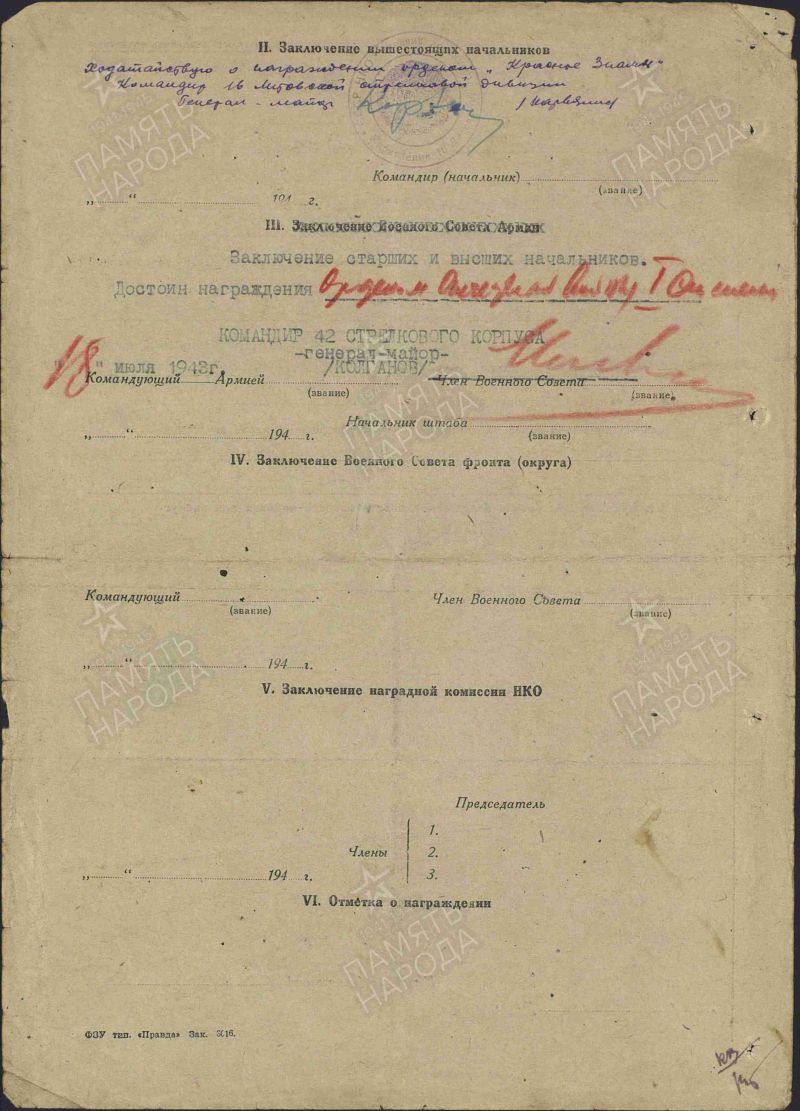 II. Заключение вышестоящих начальников
Ходатайствую о награждении орденом „Красное Знамя"
Командир 16 Литовской стрелковой дивизии
Генерал-майор /Карвялис/
Командир (начальник)
(звание)
„ “ 194 г.
III. Заключение Военного Совета Армии
Заключение старших и высших начальников.
Достоин награждения Орденом Отечествен Войны I Степени
КОМАНДИР 42 СТРЕЛКОВОГО КОРПУСА
-генерал-майор-
"18" июля 1943г. /КОЛГАНОВ/
Командующий Армией Член Военного Совета
(звание) (звание)
Начальник штаба
„ “ 194 г. (звание)
IV. Заключение Военного Совета фронта (округа)
Командующий Член Военного Совета
(звание) (звание)
„ “ 194 г.
V. Заключение наградной комиссии НКО
Председатель
1.
Члены 2.
„ “ 194 г. 3.
VI. Отметка о награждении
ФЗУ тип. «Правда» Зак. 3016.
ПАМЯТЬ НАРОДА